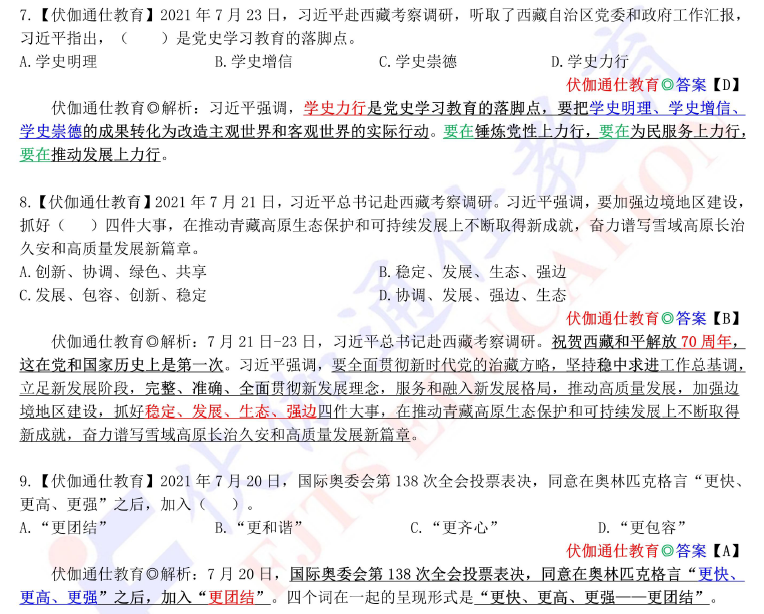 7.【伏伽通仕教育】2021 年 7 月 23 日，习近平赴西藏考察调研，听取了西藏自治区党委和政府工作汇报，
习近平指出，（　　）是党史学习教育的落脚点。
A.学史明理 B.学史增信 C.学史崇德 D.学史力行
伏伽通仕教育◎答案【D】
伏伽通仕教育◎解析：习近平强调，学史力行是党史学习教育的落脚点，要把学史明理、学史增信、
学史崇德的成果转化为改造主观世界和客观世界的实际行动。要在锤炼党性上力行，要在为民服务上力行，
要在推动发展上力行。
8.【伏伽通仕教育】2021 年 7 月 21 日，习近平总书记赴西藏考察调研。习近平强调，要加强边境地区建设，
抓好（　　）四件大事，在推动青藏高原生态保护和可持续发展上不断取得新成就，奋力谱写雪域高原长治
久安和高质量发展新篇章。
A.创新、协调、绿色、共享 B.稳定、发展、生态、强边
C.发展、包容、创新、稳定 D.协调、发展、强边、生态
伏伽通仕教育◎答案【B】
伏伽通仕教育◎解析：7 月 21 日-23 日，习近平总书记赴西藏考察调研。祝贺西藏和平解放 70 周年，
这在党和国家历史上是第一次。习近平强调，要全面贯彻新时代党的治藏方略，坚持稳中求进工作总基调，
立足新发展阶段，完整、准确、全面贯彻新发展理念，服务和融入新发展格局，推动高质量发展，加强边
境地区建设，抓好稳定、发展、生态、强边四件大事，在推动青藏高原生态保护和可持续发展上不断取得
新成就，奋力谱写雪域高原长治久安和高质量发展新篇章。
9.【伏伽通仕教育】2021 年 7 月 20 日，国际奥委会第 138 次全会投票表决，同意在奥林匹克格言“更快、
更高、更强”之后，加入（　　）。
A.“更团结” B.“更和谐” C.“更齐心” D.“更包容”
伏伽通仕教育◎答案【A】
伏伽通仕教育◎解析：7 月 20 日，国际奥委会第 138 次全会投票表决，同意在奥林匹克格言“更快、
更高、更强”之后，加入“更团结”。四个词在一起的呈现形式是“更快、更高、更强——更团结”。
伏伽通仕教育
FJTS EDUCATION